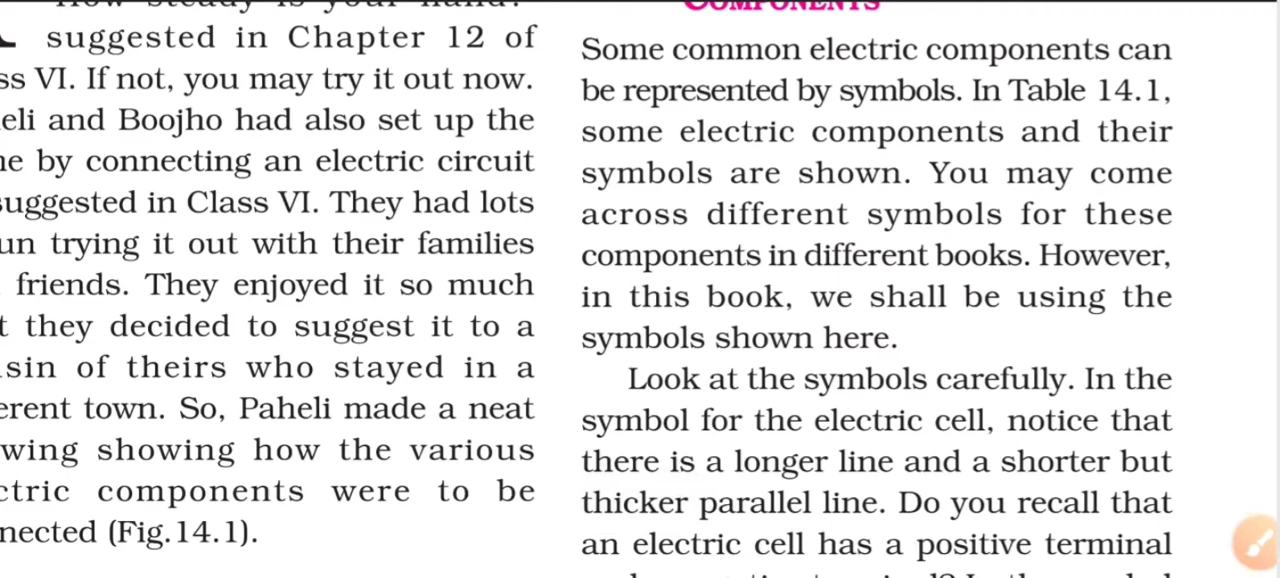 suggested in Chapter 12 of
ss VI. If not, you may try it out now.
eli and Boojho had also set up the
e by connecting an electric circuit
suggested in Class VI. They had lots
un trying it out with their families
friends. They enjoyed it so much
t they decided to suggest it to a
sin of theirs who stayed in a
erent town. So, Paheli made a neat
wing showing how the various
ctric components were to be
nected (Fig.14.1).
COMPONENTS
Some common electric components can
be represented by symbols. In Table 14.1,
some electric components and their
symbols are shown. You may come
across different symbols for these
components in different books. However,
in this book, we shall be using the
symbols shown here.
Look at the symbols carefully. In the
symbol for the electric cell, notice that
there is a longer line and a shorter but
thicker parallel line. Do you recall that
an electric cell has a positive terminal